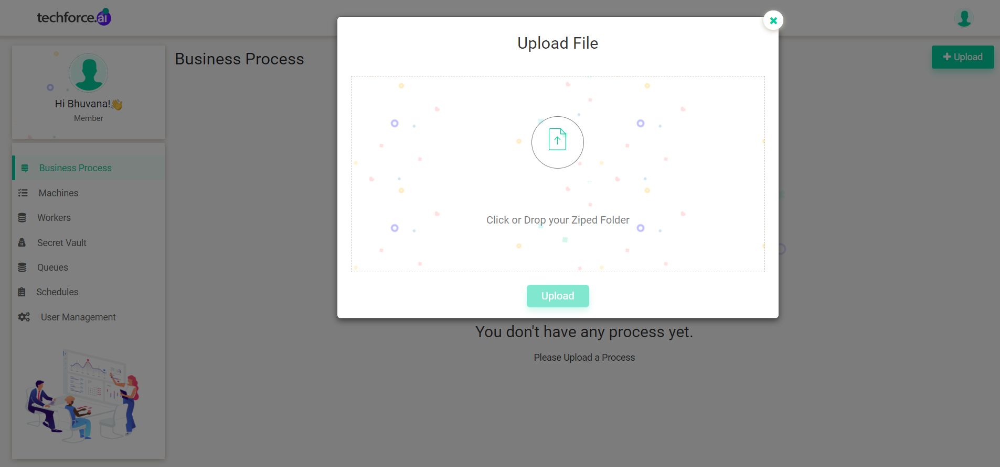 techforce.ai
Upload File
Business Process
+ Upload
Hi Bhuvana!👋
Member
Business Process
Machines
Workers
Secret Vault
Queues
Schedules
User Management
Click or Drop your Ziped Folder
Upload
You don't have any process yet.
Please Upload a Process